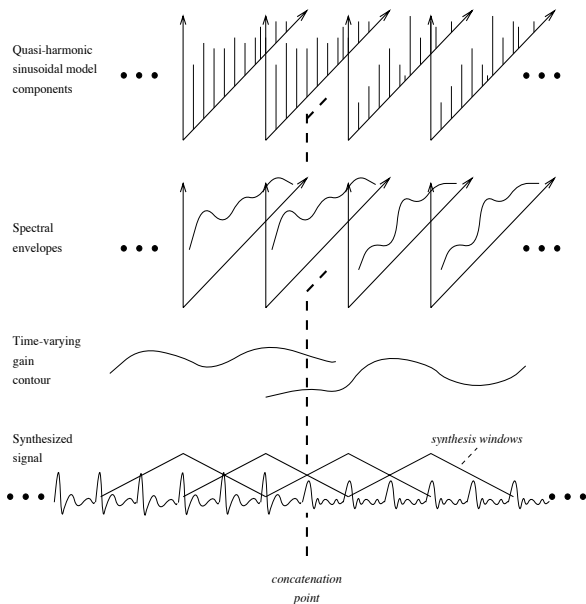 Quasi-harmonic
sinusoidal model
components
Spectral
envelopes
Time-varying
gain
contour
Synthesized
signal
synthesis windows
concatenation
point